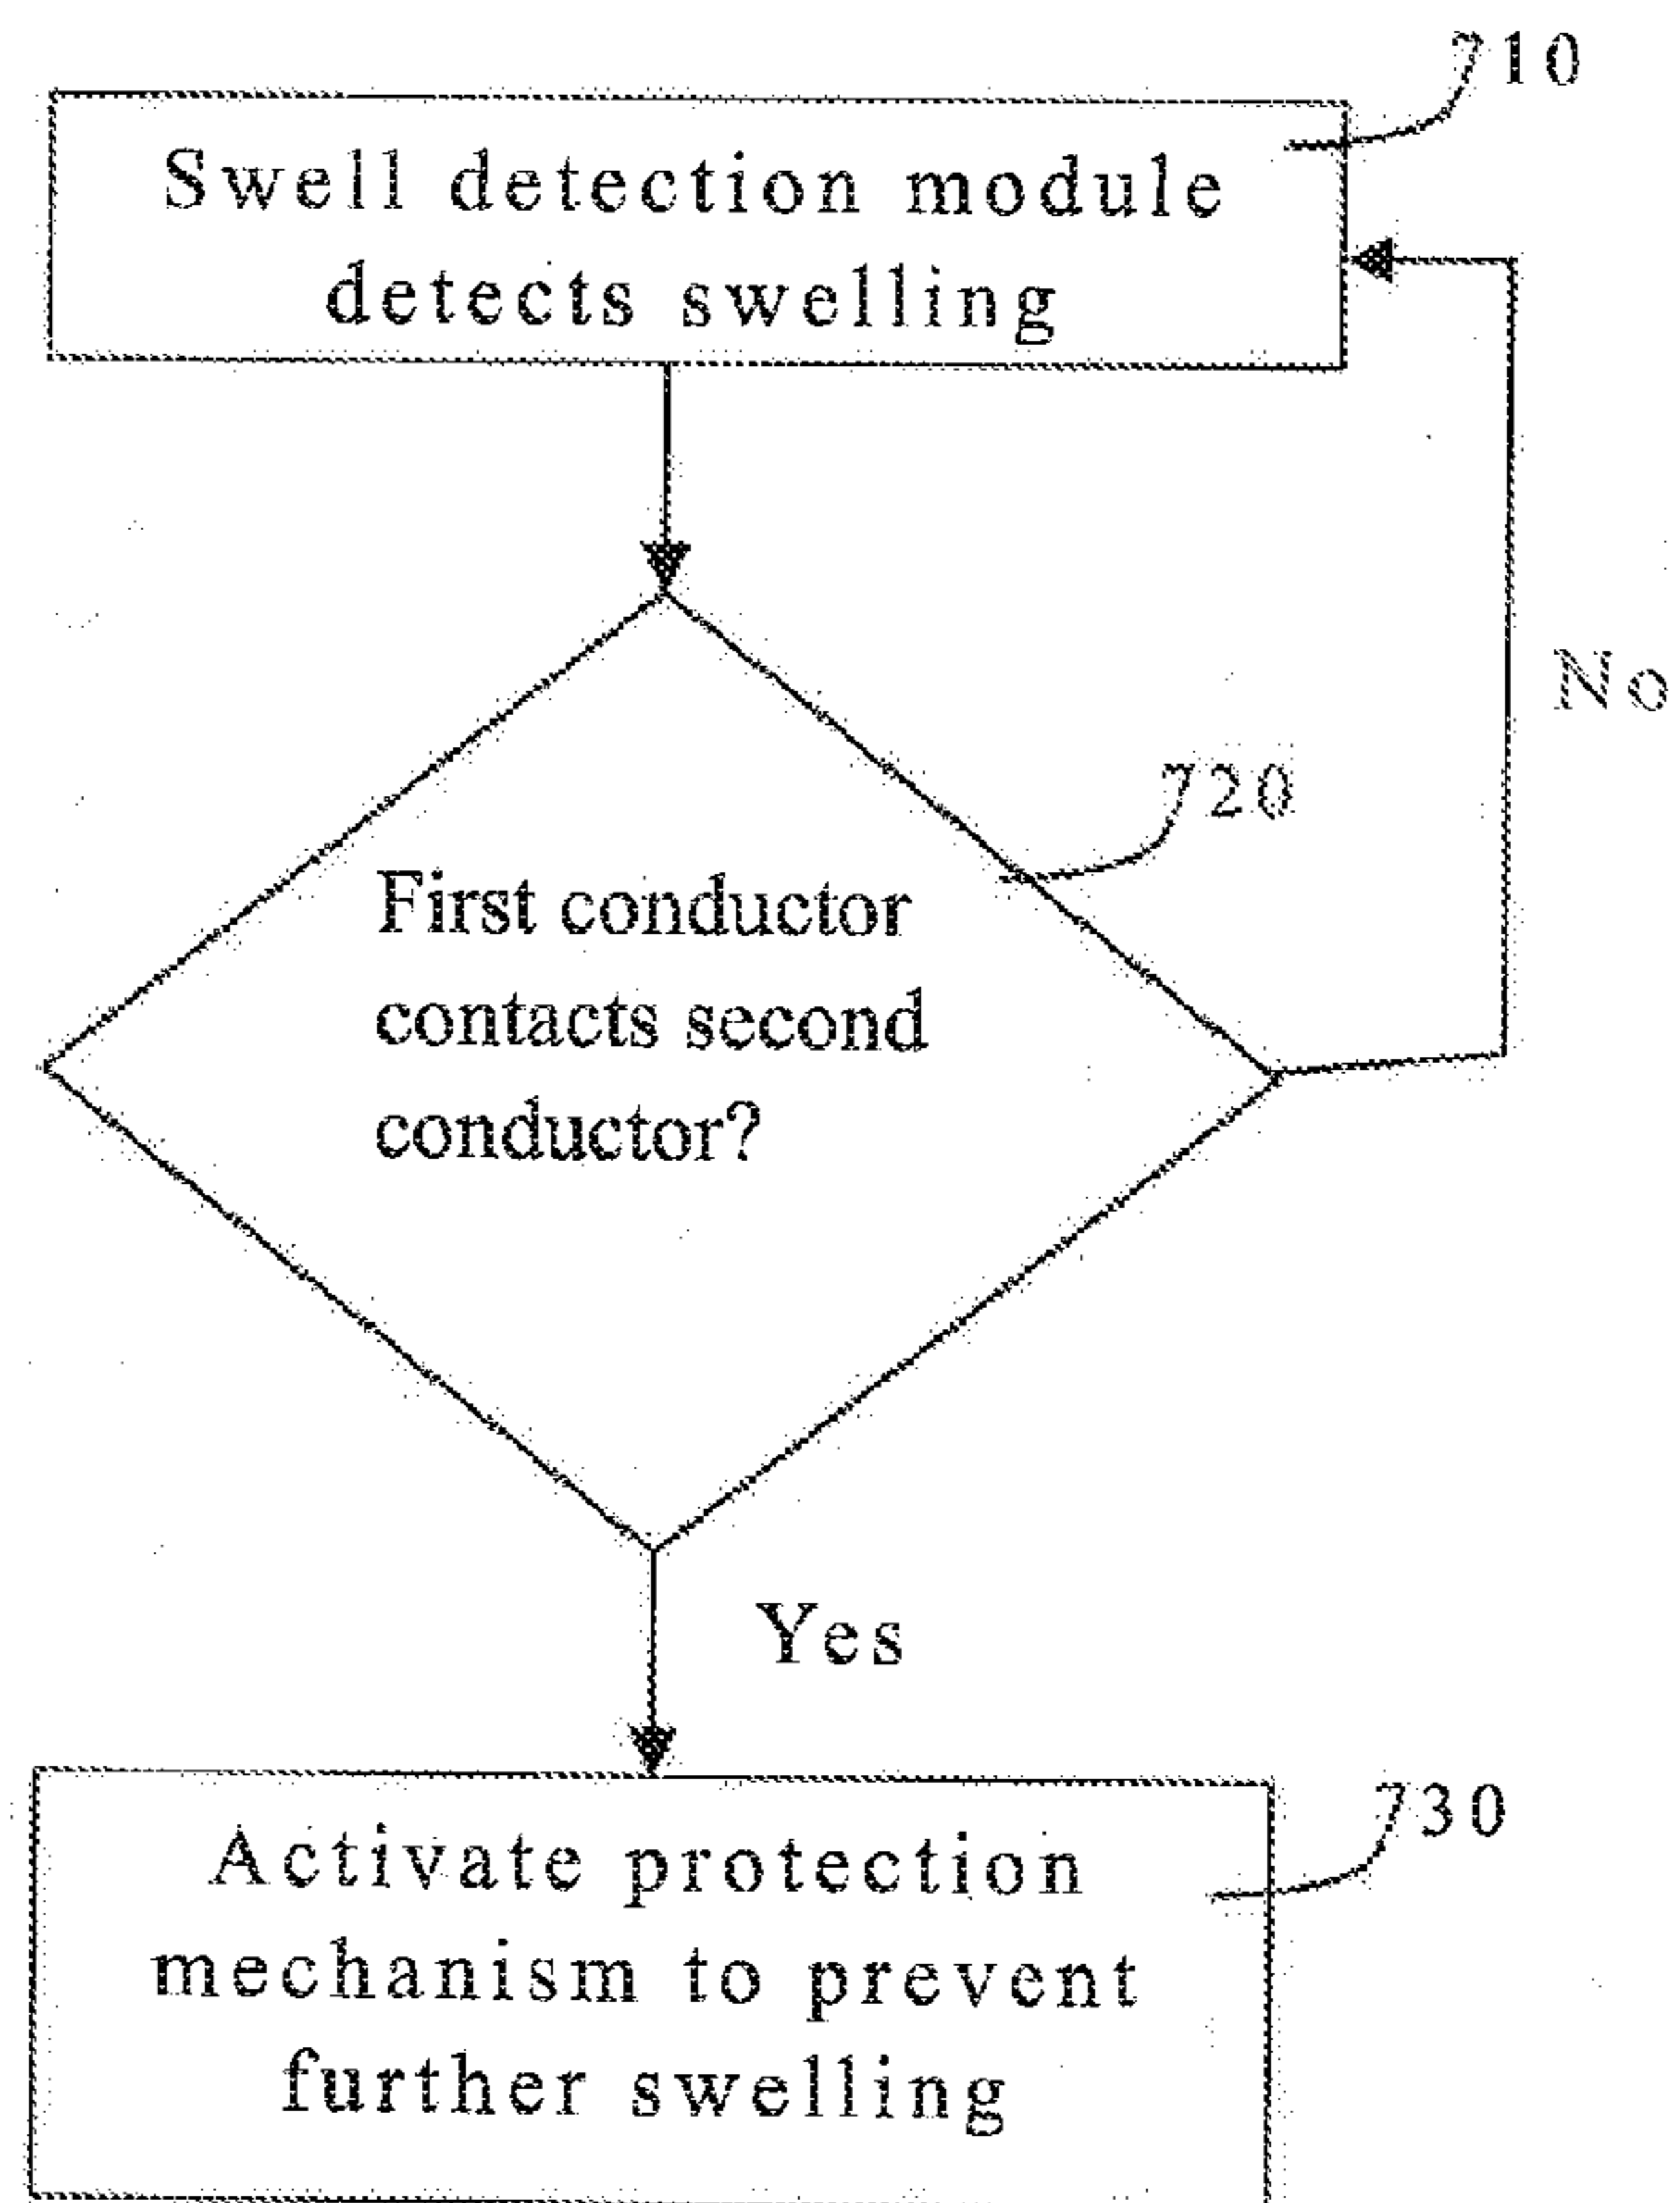 710
Swell detection module
detects swelling
No
720
First conductor
contacts second
conductor?
Yes
730
Activate protection
mechanism to prevent
further swelling